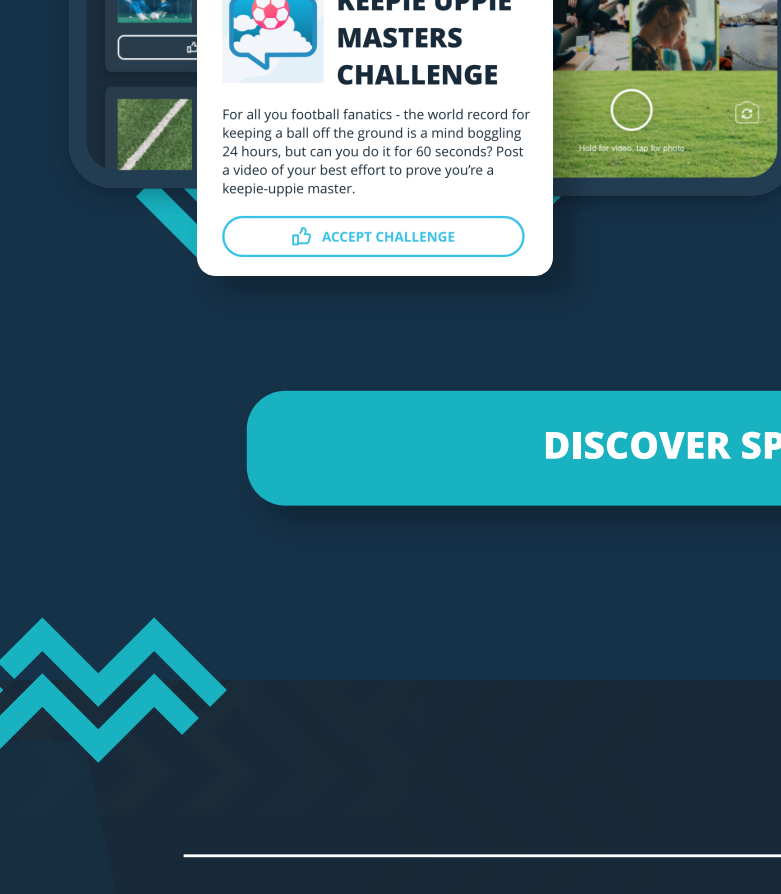 KEEPIE UPPIE
MASTERS
CHALLENGE
For all you football fanatics - the world record for
keeping a ball off the ground is a mind boggling
24 hours, but can you do it for 60 seconds? Post
a video of your best effort to prove you’re a
keepie-uppie master.
ACCEPT CHALLENGE
Hold for video, tap for photo
DISCOVER SP